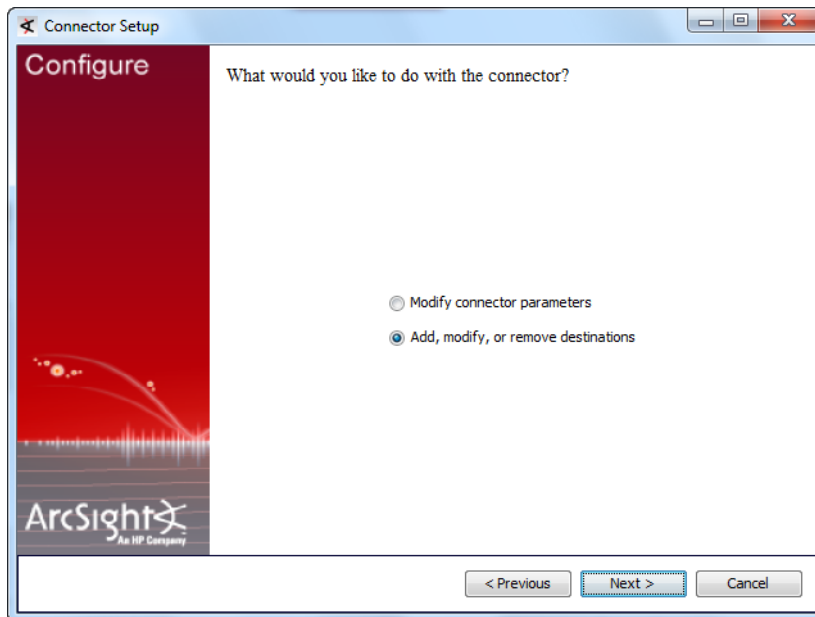 Connector Setup
Configure
What would you like to do with the connector?
Modify connector parameters
Add, modify, or remove destinations
ArcSight
An HP Company
< Previous
Next >
Cancel